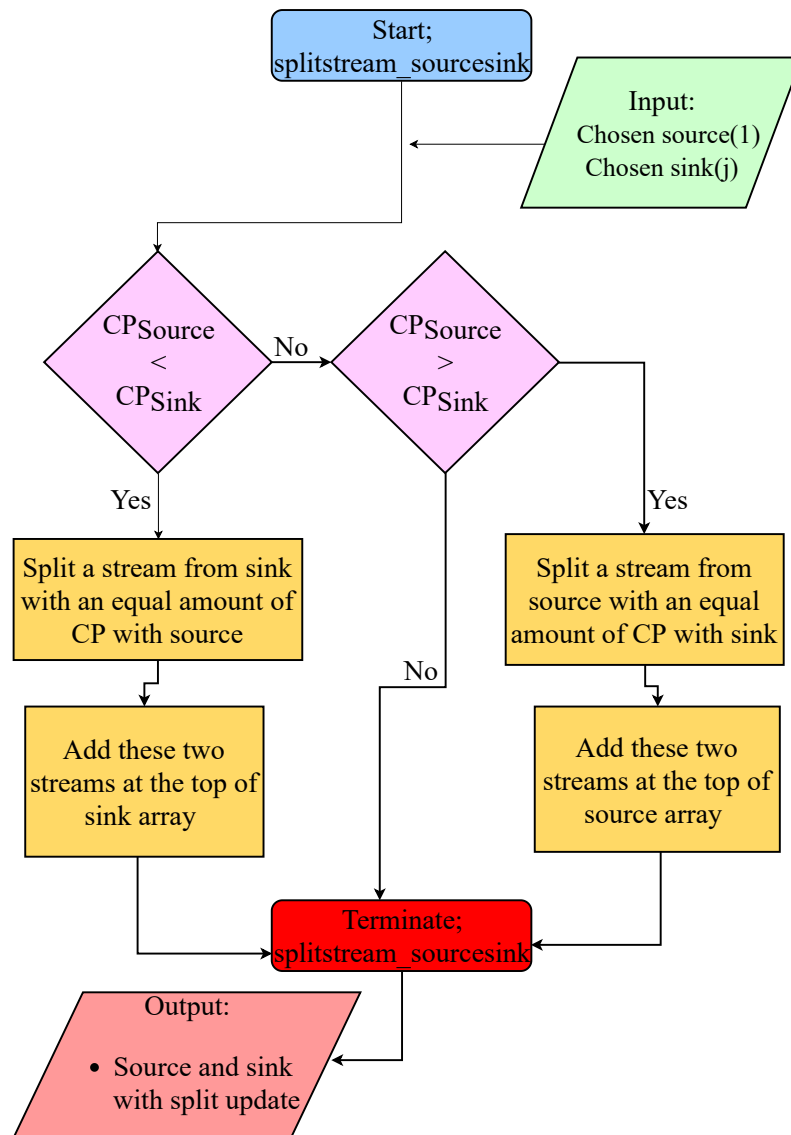 Start;
splitstream_sourcesink
Input:
Chosen source(1)
Chosen sink(j)
CPSource
<
CPSink
No
CPSource
>
CPSink
Yes
Yes
Split a stream from sink
with an equal amount of
CP with source
Split a stream from
source with an equal
amount of CP with sink
No
Add these two
streams at the top of
sink array
Add these two
streams at the top of
source array
Terminate;
splitstream_sourcesink
Output:
• Source and sink
with split update